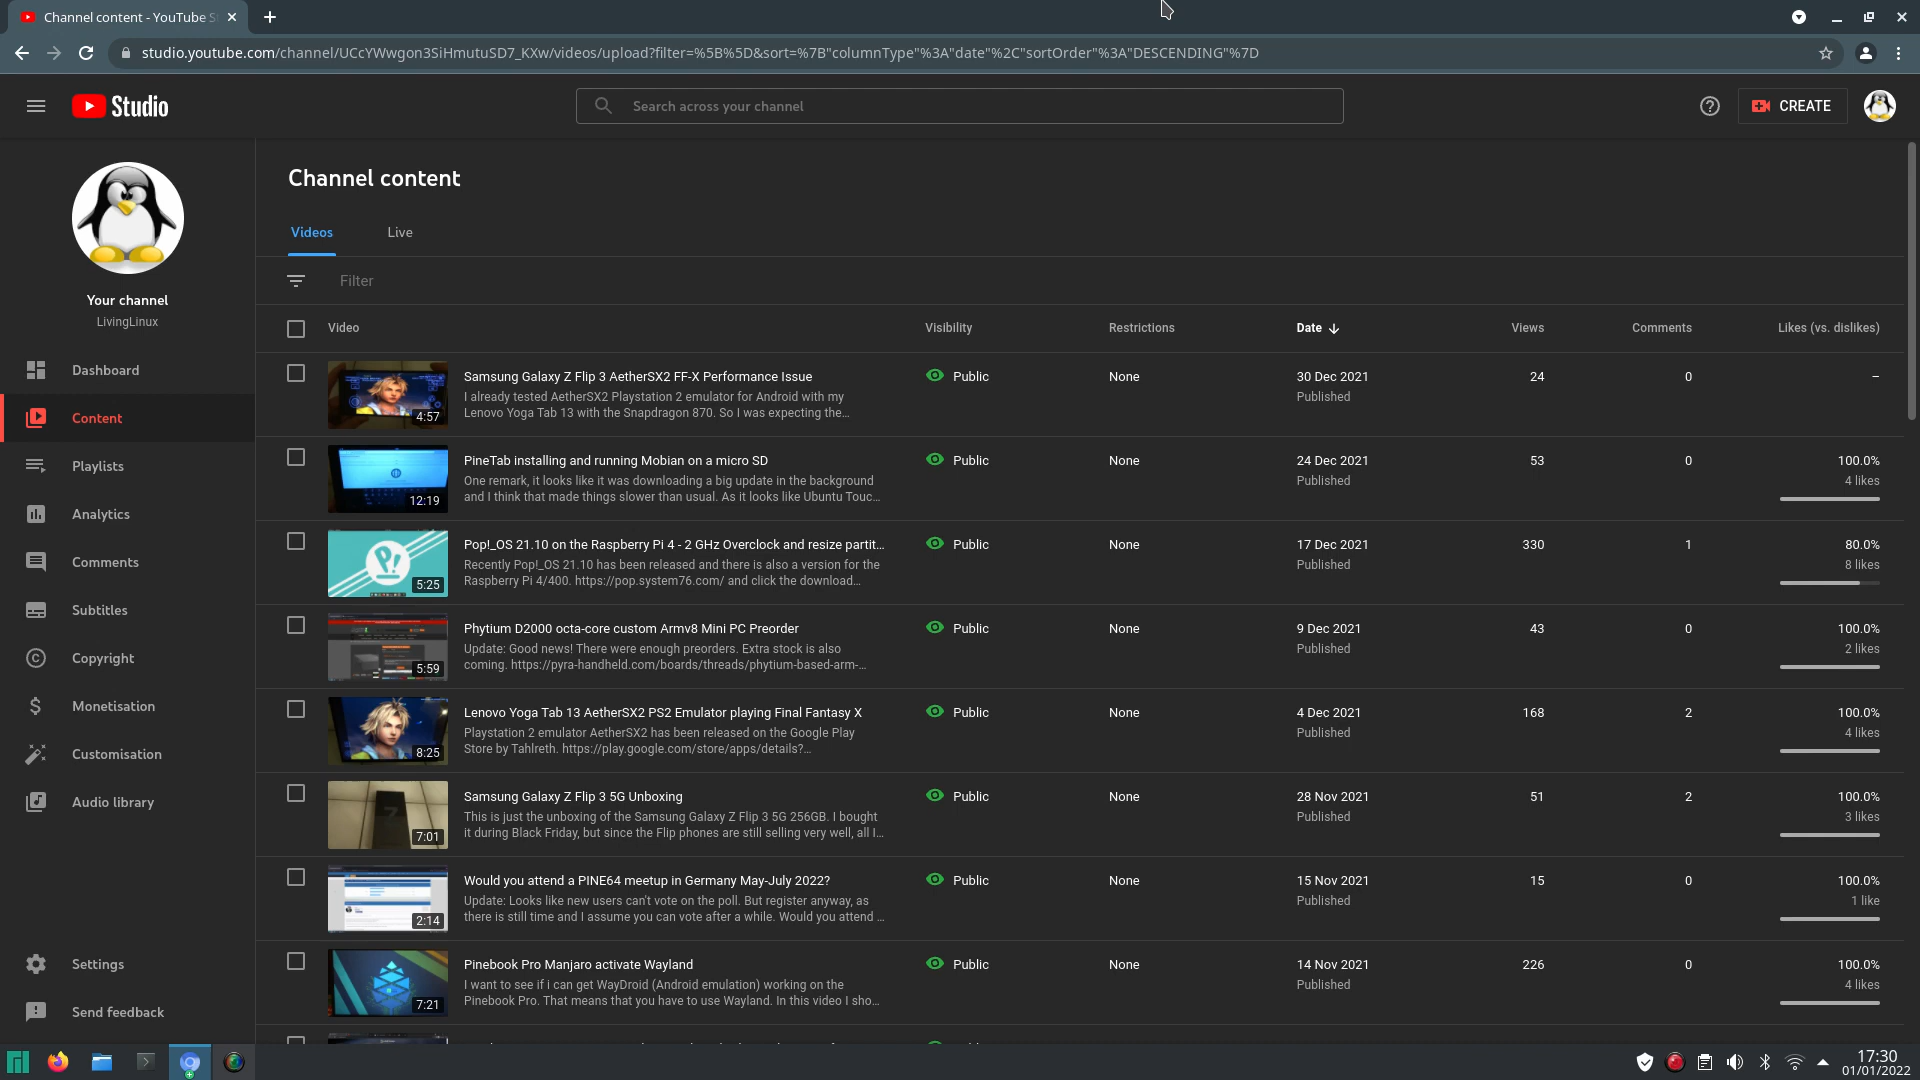 Channel content - YouTube S
studio.youtube.com/channel/UCcYWwgon3SiHmutuSD7_KXw/videos/upload?filter=%5B%5D&sort=%7B"columnType"%3A"date"%2C"sortOrder"%3A"DESCENDING"%7D
Studio
Search across your channel
CREATE
Your channel
LivingLinux
Dashboard
Content
Playlists
Analytics
Comments
Subtitles
Copyright
Monetisation
Customisation
Audio library
Settings
Send feedback
Channel content
Videos Live
Filter
Video Visibility Restrictions Date Views Comments Likes (vs. dislikes)
Samsung Galaxy Z Flip 3 AetherSX2 FF-X Performance Issue Public None 30 Dec 2021 24 0 –
I already tested AetherSX2 Playstation 2 emulator for Android with my Published
Lenovo Yoga Tab 13 with the Snapdragon 870. So I was expecting the...
4:57
PineTab installing and running Mobian on a micro SD Public None 24 Dec 2021 53 0 100.0%
One remark, it looks like it was downloading a big update in the background Published 4 likes
and I think that made things slower than usual. As it looks like Ubuntu Touc...
12:19
Pop!_OS 21.10 on the Raspberry Pi 4 - 2 GHz Overclock and resize partit... Public None 17 Dec 2021 330 1 80.0%
Recently Pop!_OS 21.10 has been released and there is also a version for the Published 8 likes
Raspberry Pi 4/400. https://pop.system76.com/ and click the download...
5:25
Phytium D2000 octa-core custom Armv8 Mini PC Preorder Public None 9 Dec 2021 43 0 100.0%
Update: Good news! There were enough preorders. Extra stock is also Published 2 likes
coming. https://pyra-handheld.com/boards/threads/phytium-based-arm-...
5:59
Lenovo Yoga Tab 13 AetherSX2 PS2 Emulator playing Final Fantasy X Public None 4 Dec 2021 168 2 100.0%
Playstation 2 emulator AetherSX2 has been released on the Google Play Published 4 likes
Store by Tahlreth. https://play.google.com/store/apps/details?...
8:25
Samsung Galaxy Z Flip 3 5G Unboxing Public None 28 Nov 2021 51 2 100.0%
This is just the unboxing of the Samsung Galaxy Z Flip 3 5G 256GB. I bought Published 3 likes
it during Black Friday, but since the Flip phones are still selling very well, all I...
7:01
Would you attend a PINE64 meetup in Germany May-July 2022? Public None 15 Nov 2021 15 0 100.0%
Update: Looks like new users can't vote on the poll. But register anyway, as Published 1 like
there is still time and I assume you can vote after a while. Would you attend ...
2:14
Pinebook Pro Manjaro activate Wayland Public None 14 Nov 2021 226 0 100.0%
I want to see if i can get WayDroid (Android emulation) working on the Published 4 likes
Pinebook Pro. That means that you have to use Wayland. In this video I sho...
7:21
17:30
01/01/2022